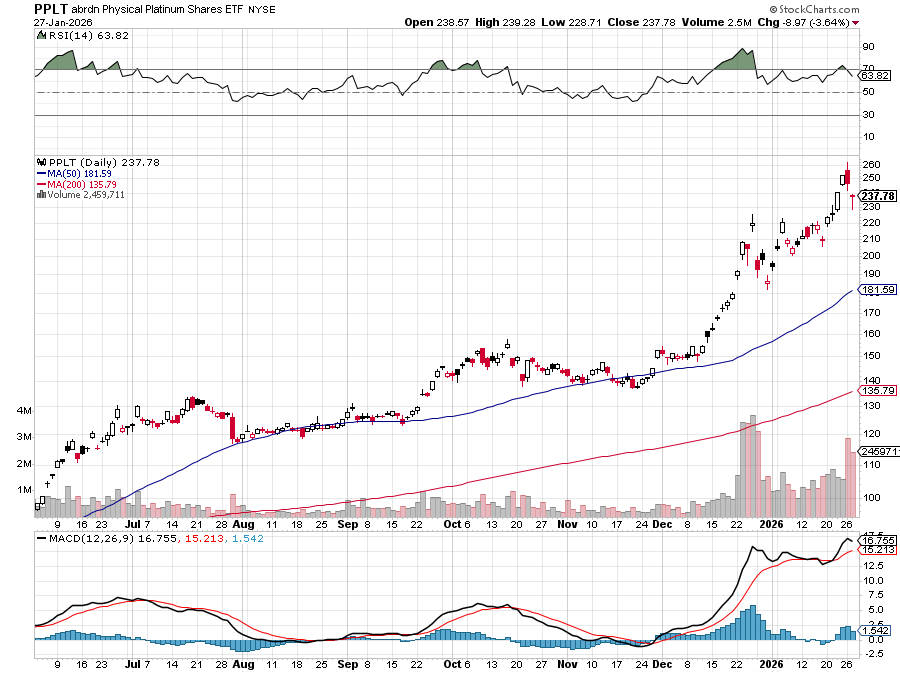 PPLT abrdn Physical Platinum Shares ETF NYSE
© StockCharts.com
27-Jan-2026
Open 238.57 High 239.28 Low 228.71 Close 237.78 Volume 2.5M Chg -8.97 (-3.64%)
RSI(14) 63.82
90
70
63.82
50
30
10
PPLT (Daily) 237.78
MA(50) 181.59
MA(200) 135.79
Volume 2,459,711
260
250
237.78
230
220
210
200
190
181.59
170
160
150
140
135.79
130
120
110
100
4M
3M
2M
1M
9 16 23 Jul 7 14 21 28 Aug 11 18 25 Sep 8 15 22 Oct 6 13 20 27 Nov 10 17 24 Dec 8 15 22 2026 12 20 26
MACD(12,26,9) 16.755, 15.213, 1.542
16.755
15.213
12.5
10.0
7.5
5.0
1.542
-2.5
9 16 23 Jul 7 14 21 28 Aug 11 18 25 Sep 8 15 22 Oct 6 13 20 27 Nov 10 17 24 Dec 8 15 22 2026 12 20 26